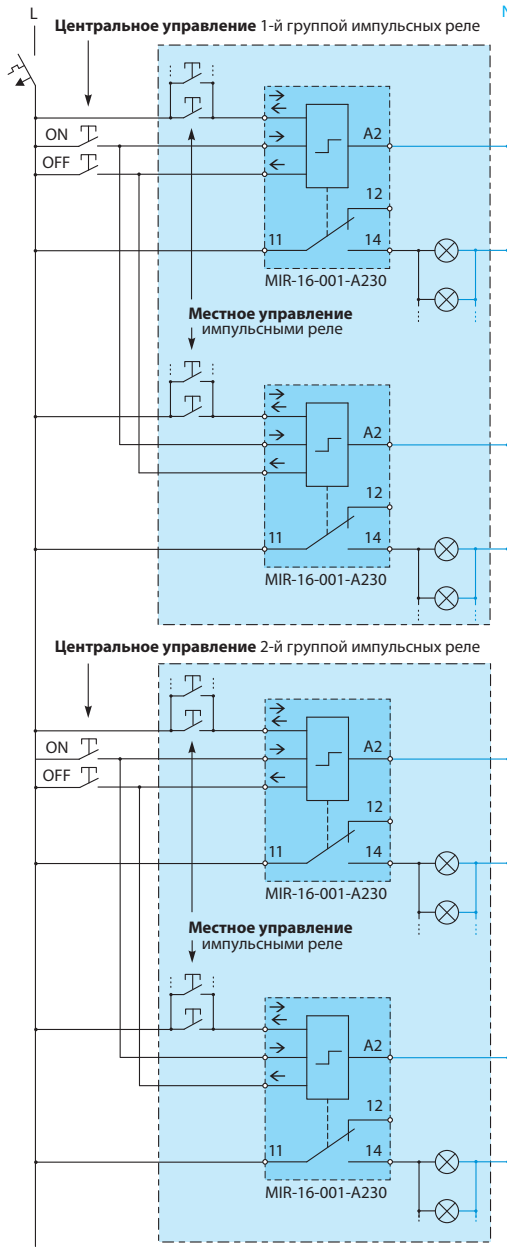 L
N
Центральное управление 1-й группой импульсных реле
ON
OFF
A2
12
11
14
MIR-16-001-A230
Местное управление
импульсными реле
A2
12
11
14
MIR-16-001-A230
Центральное управление 2-й группой импульсных реле
ON
OFF
A2
12
11
14
MIR-16-001-A230
Местное управление
импульсными реле
A2
12
11
14
MIR-16-001-A230